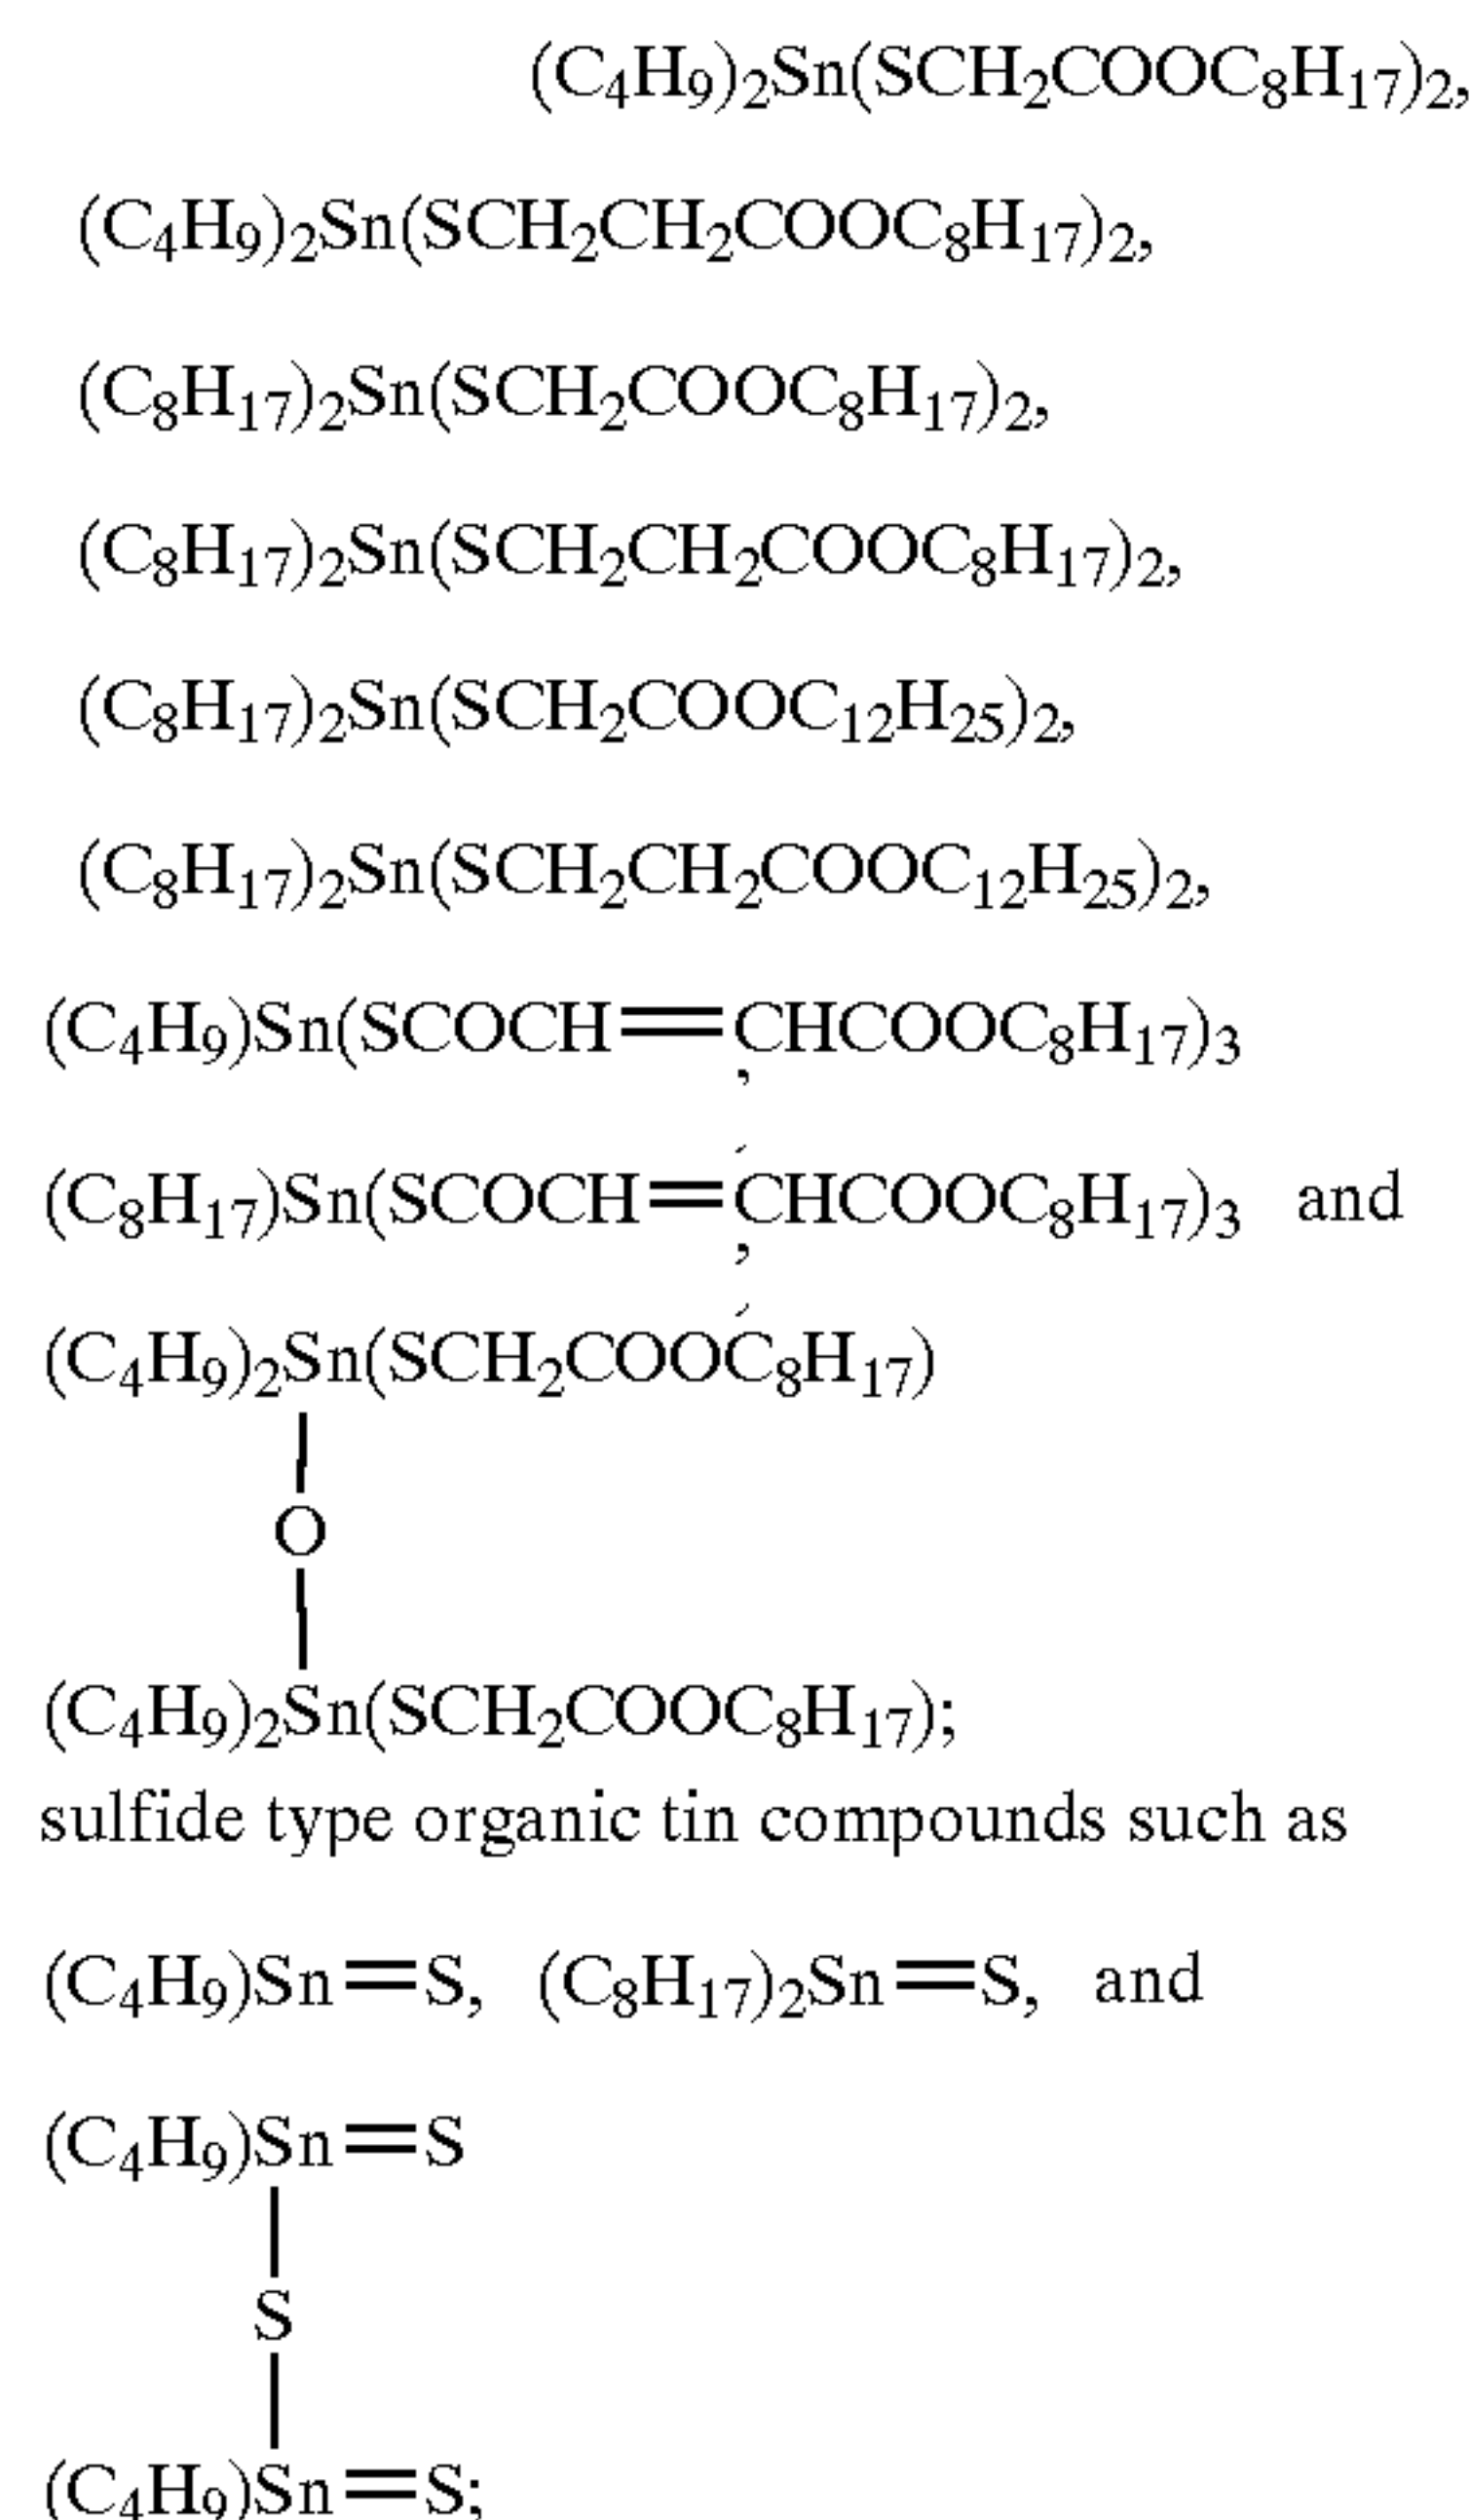 (C₄H₉)₂Sn(SCH₂COOC₈H₁₇)₂,
(C₄H₉)₂Sn(SCH₂CH₂COOC₈H₁₇)₂,
(C₈H₁₇)₂Sn(SCH₂COOC₈H₁₇)₂,
(C₈H₁₇)₂Sn(SCH₂CH₂COOC₈H₁₇)₂,
(C₈H₁₇)₂Sn(SCH₂COOC₁₂H₂₅)₂,
(C₈H₁₇)₂Sn(SCH₂CH₂COOC₁₂H₂₅)₂,
(C₄H₉)Sn(SCOCH=CHCOOC₈H₁₇)₃
,
(C₈H₁₇)Sn(SCOCH=CHCOOC₈H₁₇)₃ and
,
(C₄H₉)₂Sn(SCH₂COOC₈H₁₇)
O
(C₄H₉)₂Sn(SCH₂COOC₈H₁₇);
sulfide type organic tin compounds such as
(C₄H₉)Sn=S, (C₈H₁₇)₂Sn=S, and
(C₄H₉)Sn=S
S
(C₄H₉)Sn=S;